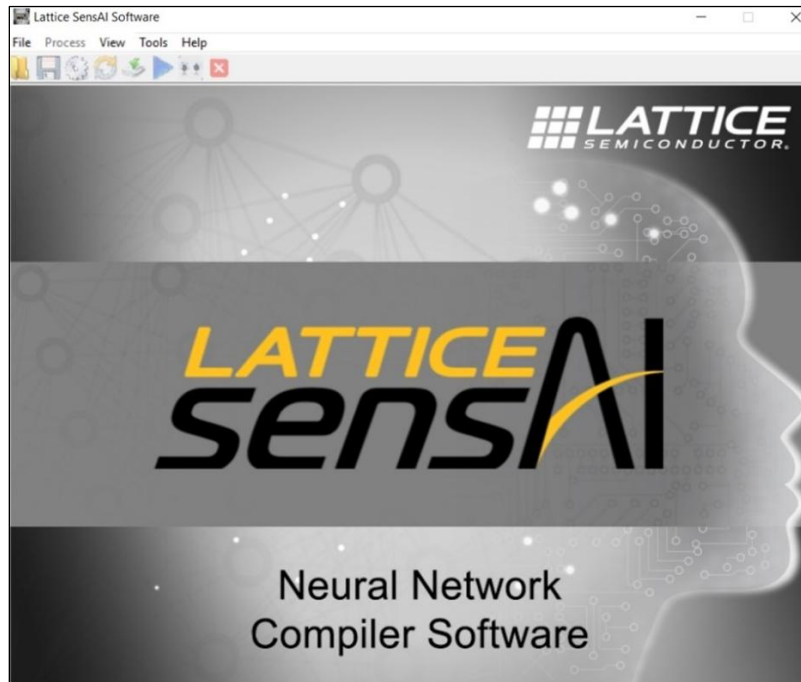 Lattice SensAI Software
File Process View Tools Help
LATTICE
SEMICONDUCTOR.
LATTICE
sensAI
Neural Network
Compiler Software